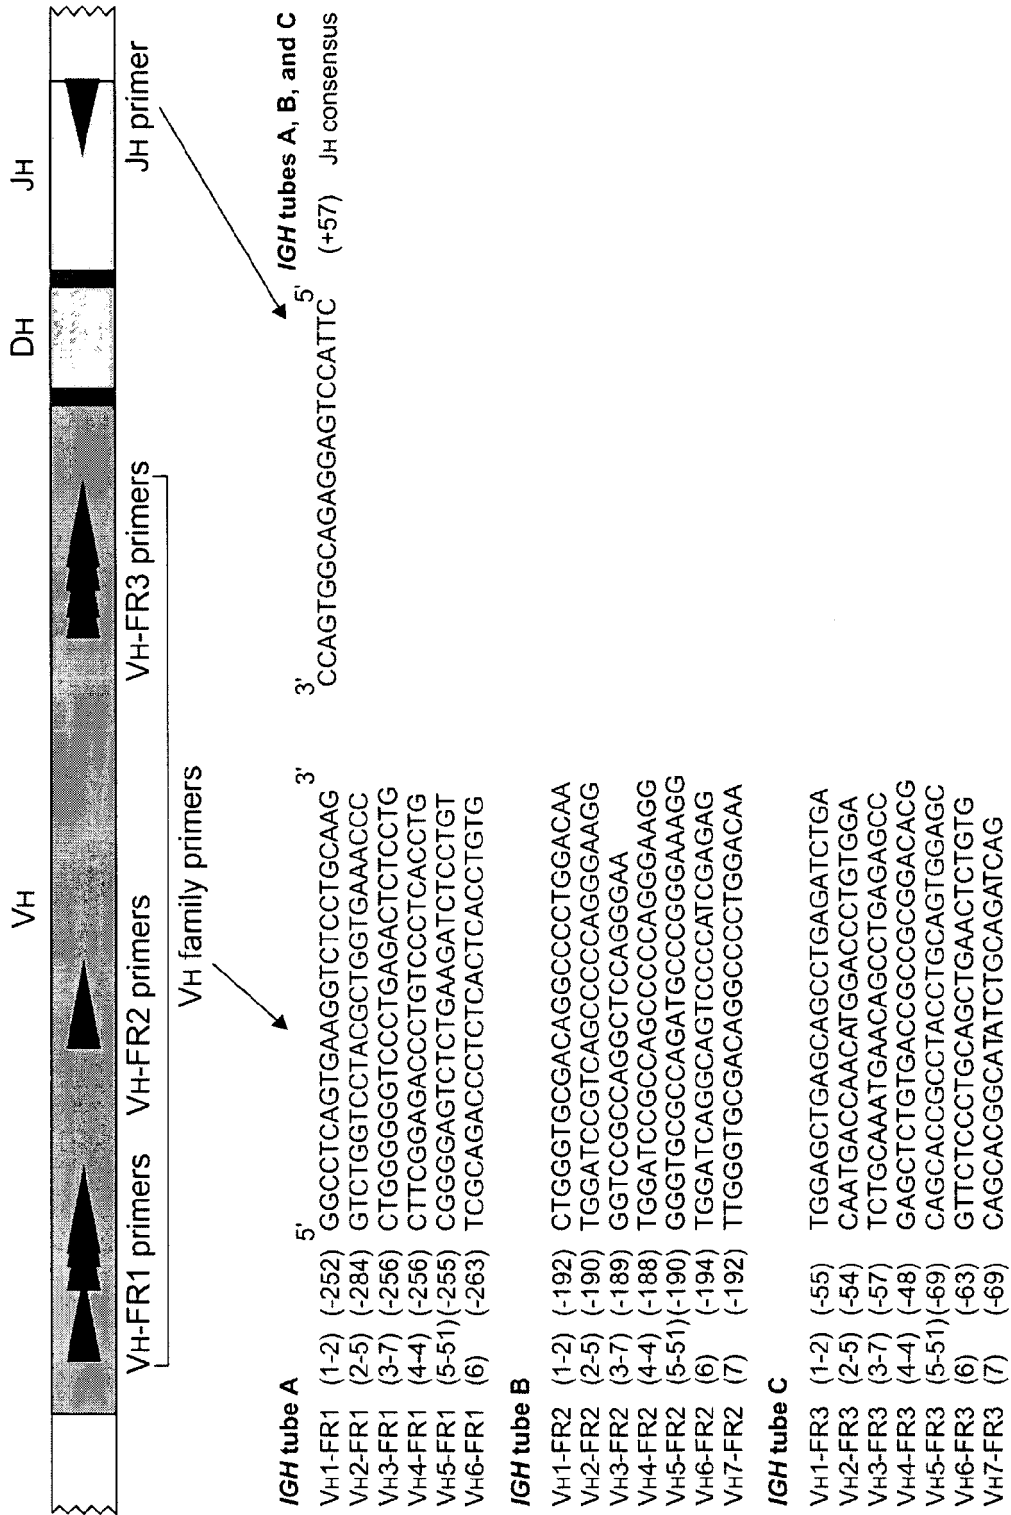 VH DH JH
VH-FR1 primers VH-FR2 primers VH-FR3 primers JH primer
VH family primers
IGH tube A
5' 3'
VH1-FR1 (1-2) (-252) GGCCTCAGTGAAGGTCTCCTGCAAG
VH2-FR1 (2-5) (-284) GTCTGGTCCTACGCTGGTGAAACCC
VH3-FR1 (3-7) (-256) CTGGGGGGTCCCTGAGACTCTCCTG
VH4-FR1 (4-4) (-256) CTTCGGAGACCCTGTCCCTCACCTG
VH5-FR1 (5-51) (-255) CGGGGAGTCTCTGAAGATCTCCTGT
VH6-FR1 (6) (-263) TCGCAGACCCTCTCACTCACCTGTG
3' 5'
CCAGTGGCAGAGGAGTCCATTC
IGH tubes A, B, and C
(+57) JH consensus
IGH tube B
VH1-FR2 (1-2) (-192) CTGGGTGCGACAGGCCCCTGGACAA
VH2-FR2 (2-5) (-190) TGGATCCGTCAGCCCCCAGGGAAGG
VH3-FR2 (3-7) (-189) GGTCCGCCAGGCTCCAGGGAA
VH4-FR2 (4-4) (-188) TGGATCCGCCAGCCCCCAGGGAAGG
VH5-FR2 (5-51) (-190) GGGTGCGCCAGATGCCCGGGAAAGG
VH6-FR2 (6) (-194) TGGATCAGGCAGTCCCCATCGAGAG
VH7-FR2 (7) (-192) TTGGGTGCGACAGGCCCCTGGACAA
IGH tube C
VH1-FR3 (1-2) (-55) TGGAGCTGAGCAGCCTGAGATCTGA
VH2-FR3 (2-5) (-54) CAATGACCAACATGGACCCTGTGGA
VH3-FR3 (3-7) (-57) TCTGCAAATGAACAGCCTGAGAGCC
VH4-FR3 (4-4) (-48) GAGCTCTGTGACCGCCGCGGACACG
VH5-FR3 (5-51) (-69) CAGCACCGCCTACCTGCAGTGGAGC
VH6-FR3 (6) (-63) GTTCTCCCTGCAGCTGAACTCTGTG
VH7-FR3 (7) (-69) CAGCACGGCATATCTGCAGATCAG